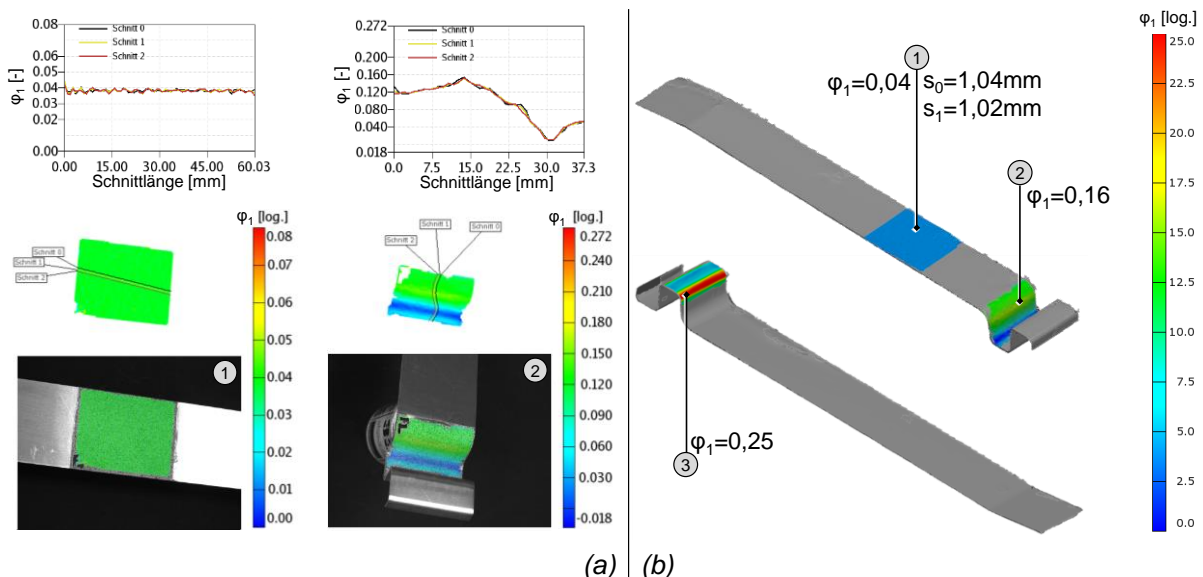 0.08
0.07
0.06
0.05
0.04
0.03
0.02
0.01
0.00
φ₁ [-]
Schnitt 0
Schnitt 1
Schnitt 2
0.00 15.00 30.00 45.00 60.03
Schnittlänge [mm]
0.272
0.200
0.160
0.120
0.080
0.040
0.018
φ₁ [-]
Schnitt 0
Schnitt 1
Schnitt 2
0.0 7.5 15.0 22.5 30.0 37.3
Schnittlänge [mm]
φ₁ [log.]
0.08
0.07
0.06
0.05
0.04
0.03
0.02
0.01
0.00
Schnitt 0
Schnitt 1
Schnitt 2
1
φ₁ [log.]
0.272
0.240
0.210
0.180
0.150
0.120
0.090
0.060
0.030
-0.018
Schnitt 1
Schnitt 2
Schnitt 0
2
(a)
(b)
φ₁ [log.]
25.0
22.5
20.0
17.5
15.0
12.5
10.0
7.5
5.0
2.5
0.0
1
φ₁=0,04
s₀=1,04mm
s₁=1,02mm
2
φ₁=0,16
φ₁=0,25
3